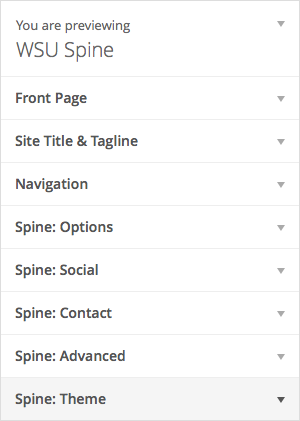 You are previewing
WSU Spine
Front Page
Site Title & Tagline
Navigation
Spine: Options
Spine: Social
Spine: Contact
Spine: Advanced
Spine: Theme